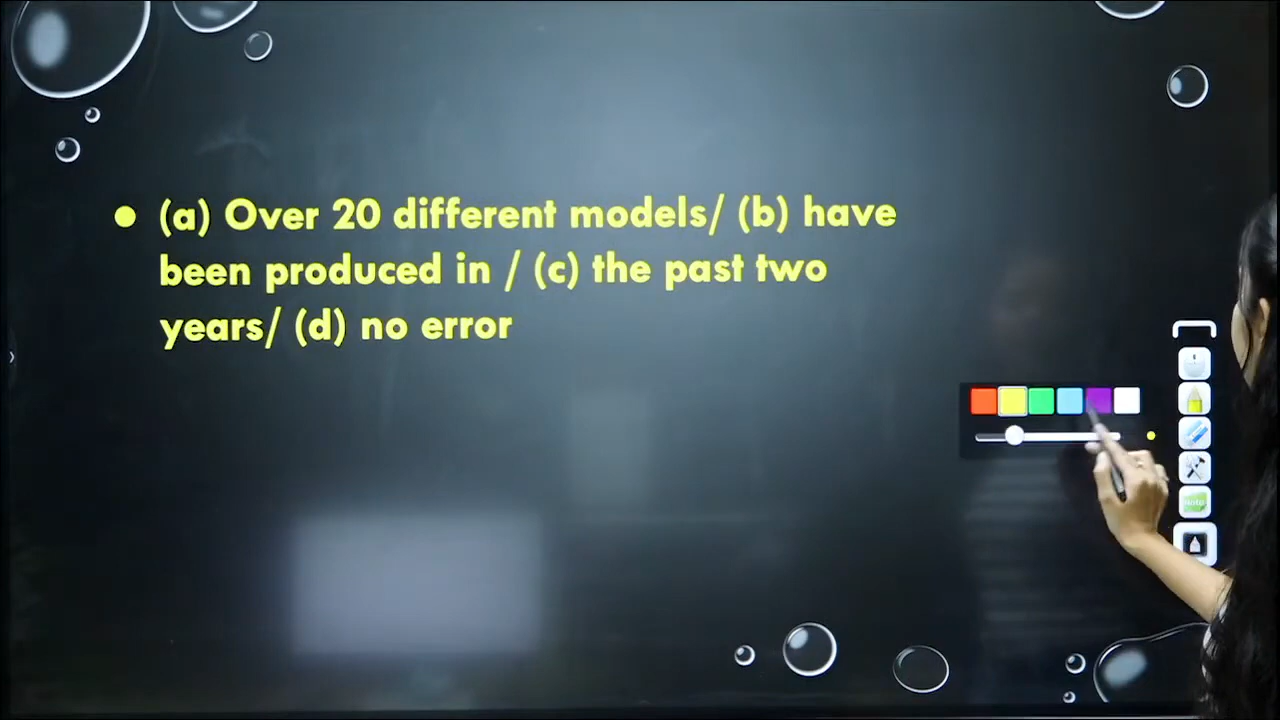 (a) Over 20 different models/ (b) have
been produced in / (c) the past two
years/ (d) no error